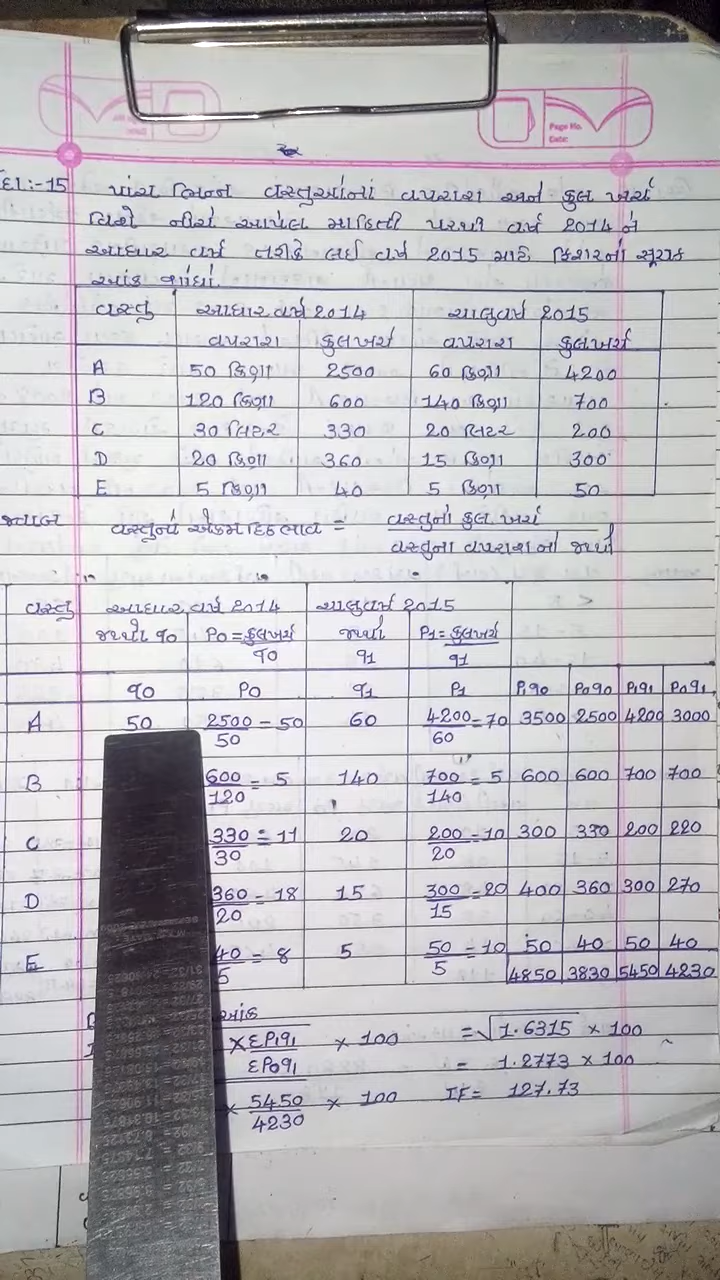 Page No.
Date:
દા:-15 પાંચ ભિન્ન વસ્તુઓનાં વપરાશ અને કુલ ખર્ચ
વિશે નીચે આપેલ માહિતી પરથી વર્ષ 2014 ને
આધાર વર્ષ તરીકે લઈ વર્ષ 2015 માટે ફિશરનો સૂચક
આંક શોધો.
વસ્તુ આધાર વર્ષ 2014 ચાલુવર્ષ 2015
વપરાશ કુલખર્ચ વપરાશ કુલખર્ચ
A 50 કિગ્રા 2500 60 કિગ્રા 4200
B 120 કિગ્રા 600 140 કિગ્રા 700
C 30 લિટર 330 20 લિટર 200
D 20 કિગ્રા 360 15 કિગ્રા 300
E 5 કિગ્રા 40 5 કિગ્રા 50
જવાબ વસ્તુનો એકમદિઠ ભાવ = વસ્તુનો કુલ ખર્ચ
વસ્તુના વપરાશ નો જથ્થો
વસ્તુ આધાર વર્ષ 2014 ચાલુવર્ષ 2015
જથ્થો q0 P0 = કુલખર્ચ જથ્થો P1 = કુલખર્ચ
q0 q1 q1
q0 P0 q1 P1 P1q0 P0q0 P1q1 P0q1
A 50 2500/50 = 50 60 4200/60 = 70 3500 2500 4200 3000
B 600/120 = 5 140 700/140 = 5 600 600 700 700
C 330/30 = 11 20 200/20 = 10 300 330 200 220
D 360/20 = 18 15 300/15 = 20 400 360 300 270
E 40/5 = 8 5 50/5 = 10 50 40 50 40
4850 3830 5450 4230
આંક
× ΣP1q1/ΣP0q1 × 100 = √1.6315 × 100
= 1.2773 × 100
× 5450/4230 × 100 IF = 127.73